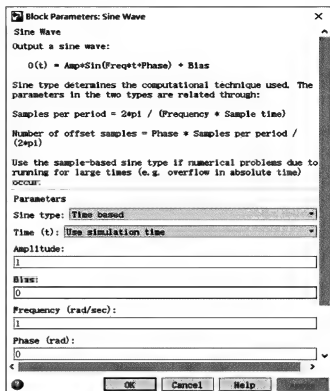 Block Parameters: Sine Wave
Sine Wave
Output a sine wave:
O(t) = Amp*Sin(Freq*t+Phase) + Bias
Sine type determines the computational technique used. The
parameters in the two types are related through:
Samples per period = 2*pi / (Frequency * Sample time)
Number of offset samples = Phase * Samples per period /
(2*pi)
Use the sample-based sine type if numerical problems due to
running for large times (e.g. overflow in absolute time)
occur.
Parameters
Sine type: Time based
Time (t): Use simulation time
Amplitude:
1
Bias:
0
Frequency (rad/sec):
1
Phase (rad):
0
OK Cancel Help